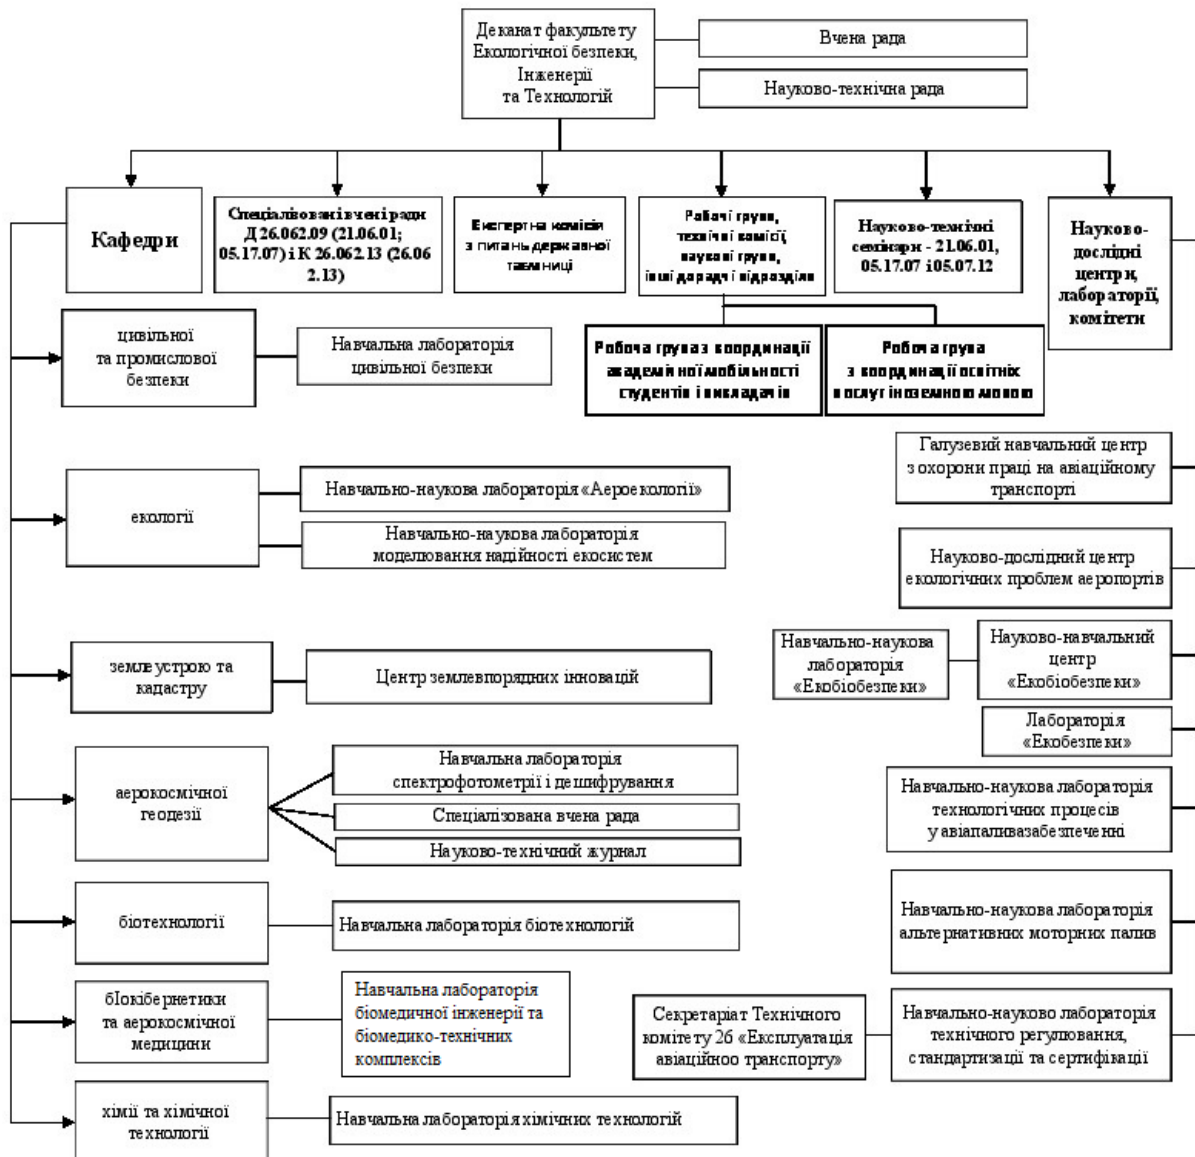 Деканат факультету
Екологічної безпеки,
Інженерії
та Технологій
Вчена рада
Науково-технічна рада
Кафедри
Спеціалізовані вчені ради
Д 26.062.09 (21.06.01;
05.17.07) і К 26.062.13 (26.06
2.13)
Експертна комісія
з питань державної
таємниці
Робочі групи,
технічні комісії,
наукові групи,
інші дорадчі підрозділи
Науково-технічні
семінари - 21.06.01,
05.17.07 і 05.07.12
Науково-
дослідні
центри,
лабораторії,
комітети
Робоча група з координації
академічної мобільності
студентів і викладачів
Робоча група
з координації освітніх
послуг іноземною мовою
цивільної
та промислової
безпеки
Навчальна лабораторія
цивільної безпеки
екології
Навчально-наукова лабораторія «Аероекології»
Навчально-наукова лабораторія
моделювання надійності екосистем
землеустрою та
кадастру
Центр землевпорядних інновацій
аерокосмічної
геодезії
Навчальна лабораторія
спектрофотометрії і дешифрування
Спеціалізована вчена рада
Науково-технічний журнал
біотехнології
Навчальна лабораторія біотехнологій
бІокібернетики
та аерокосмічної
медицини
Навчальна лабораторія
біомедичної інженерії та
біомедико-технічних
комплексів
хімії та хімічної
технології
Навчальна лабораторія хімічних технологій
Галузевий навчальний центр
з охорони праці на авіаційному
транспорті
Науково-дослідний центр
екологічних проблем аеропортів
Навчально-наукова
лабораторія
«Екобіобезпеки»
Науково-навчальний
центр
«Екобіобезпеки»
Лабораторія
«Екобезпеки»
Навчально-наукова лабораторія
технологічних процесів
у авіапаливазабезпеченні
Навчально-наукова лабораторія
альтернативних моторних палив
Секретаріат Технічного
комітету 26 «Експлуатація
авіаційноо транспорту»
Навчально-науково лабораторія
технічного регулювання,
стандартизації та сертифікації